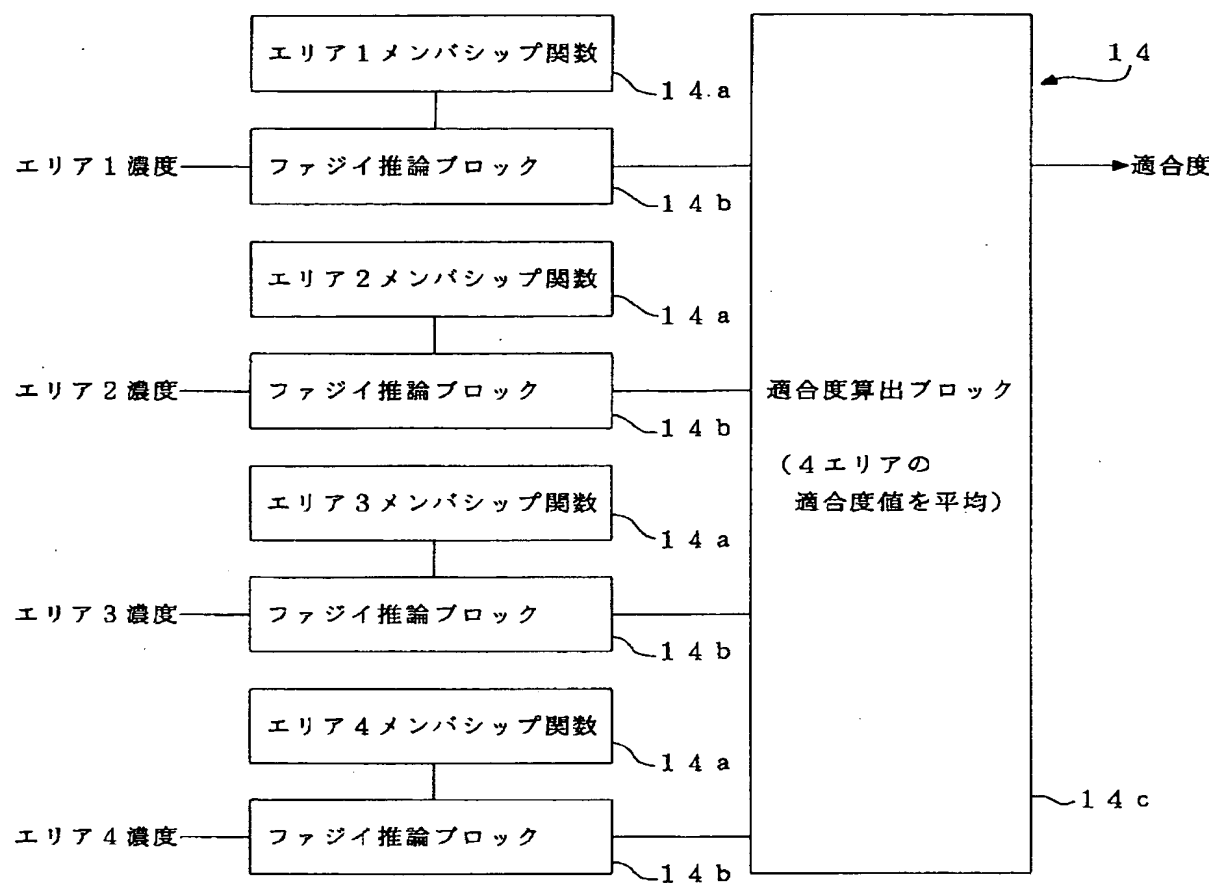 エリア1メンバシップ関数
14a
14
エリア1濃度
ファジイ推論ブロック
適合度
14b
エリア2メンバシップ関数
14a
エリア2濃度
ファジイ推論ブロック
14b
適合度算出ブロック
(4エリアの
適合度値を平均)
エリア3メンバシップ関数
14a
エリア3濃度
ファジイ推論ブロック
14b
エリア4メンバシップ関数
14a
14c
エリア4濃度
ファジイ推論ブロック
14b